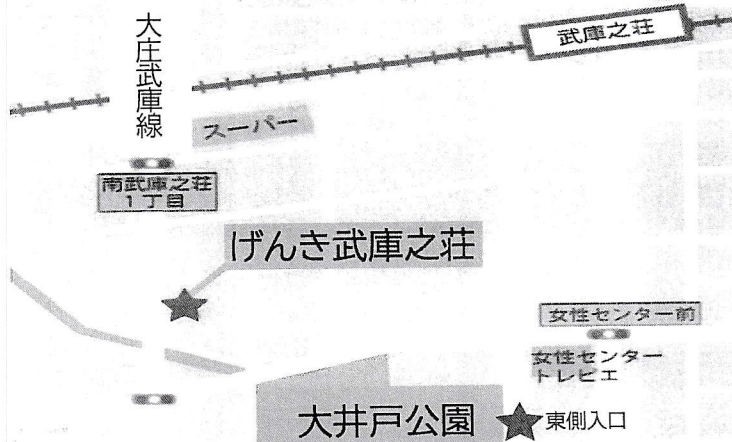 武庫之荘
大庄武庫線
スーパー
南武庫之荘
1丁目
げんき武庫之荘
女性センター前
女性センター
トレピエ
大井戸公園
東側入口